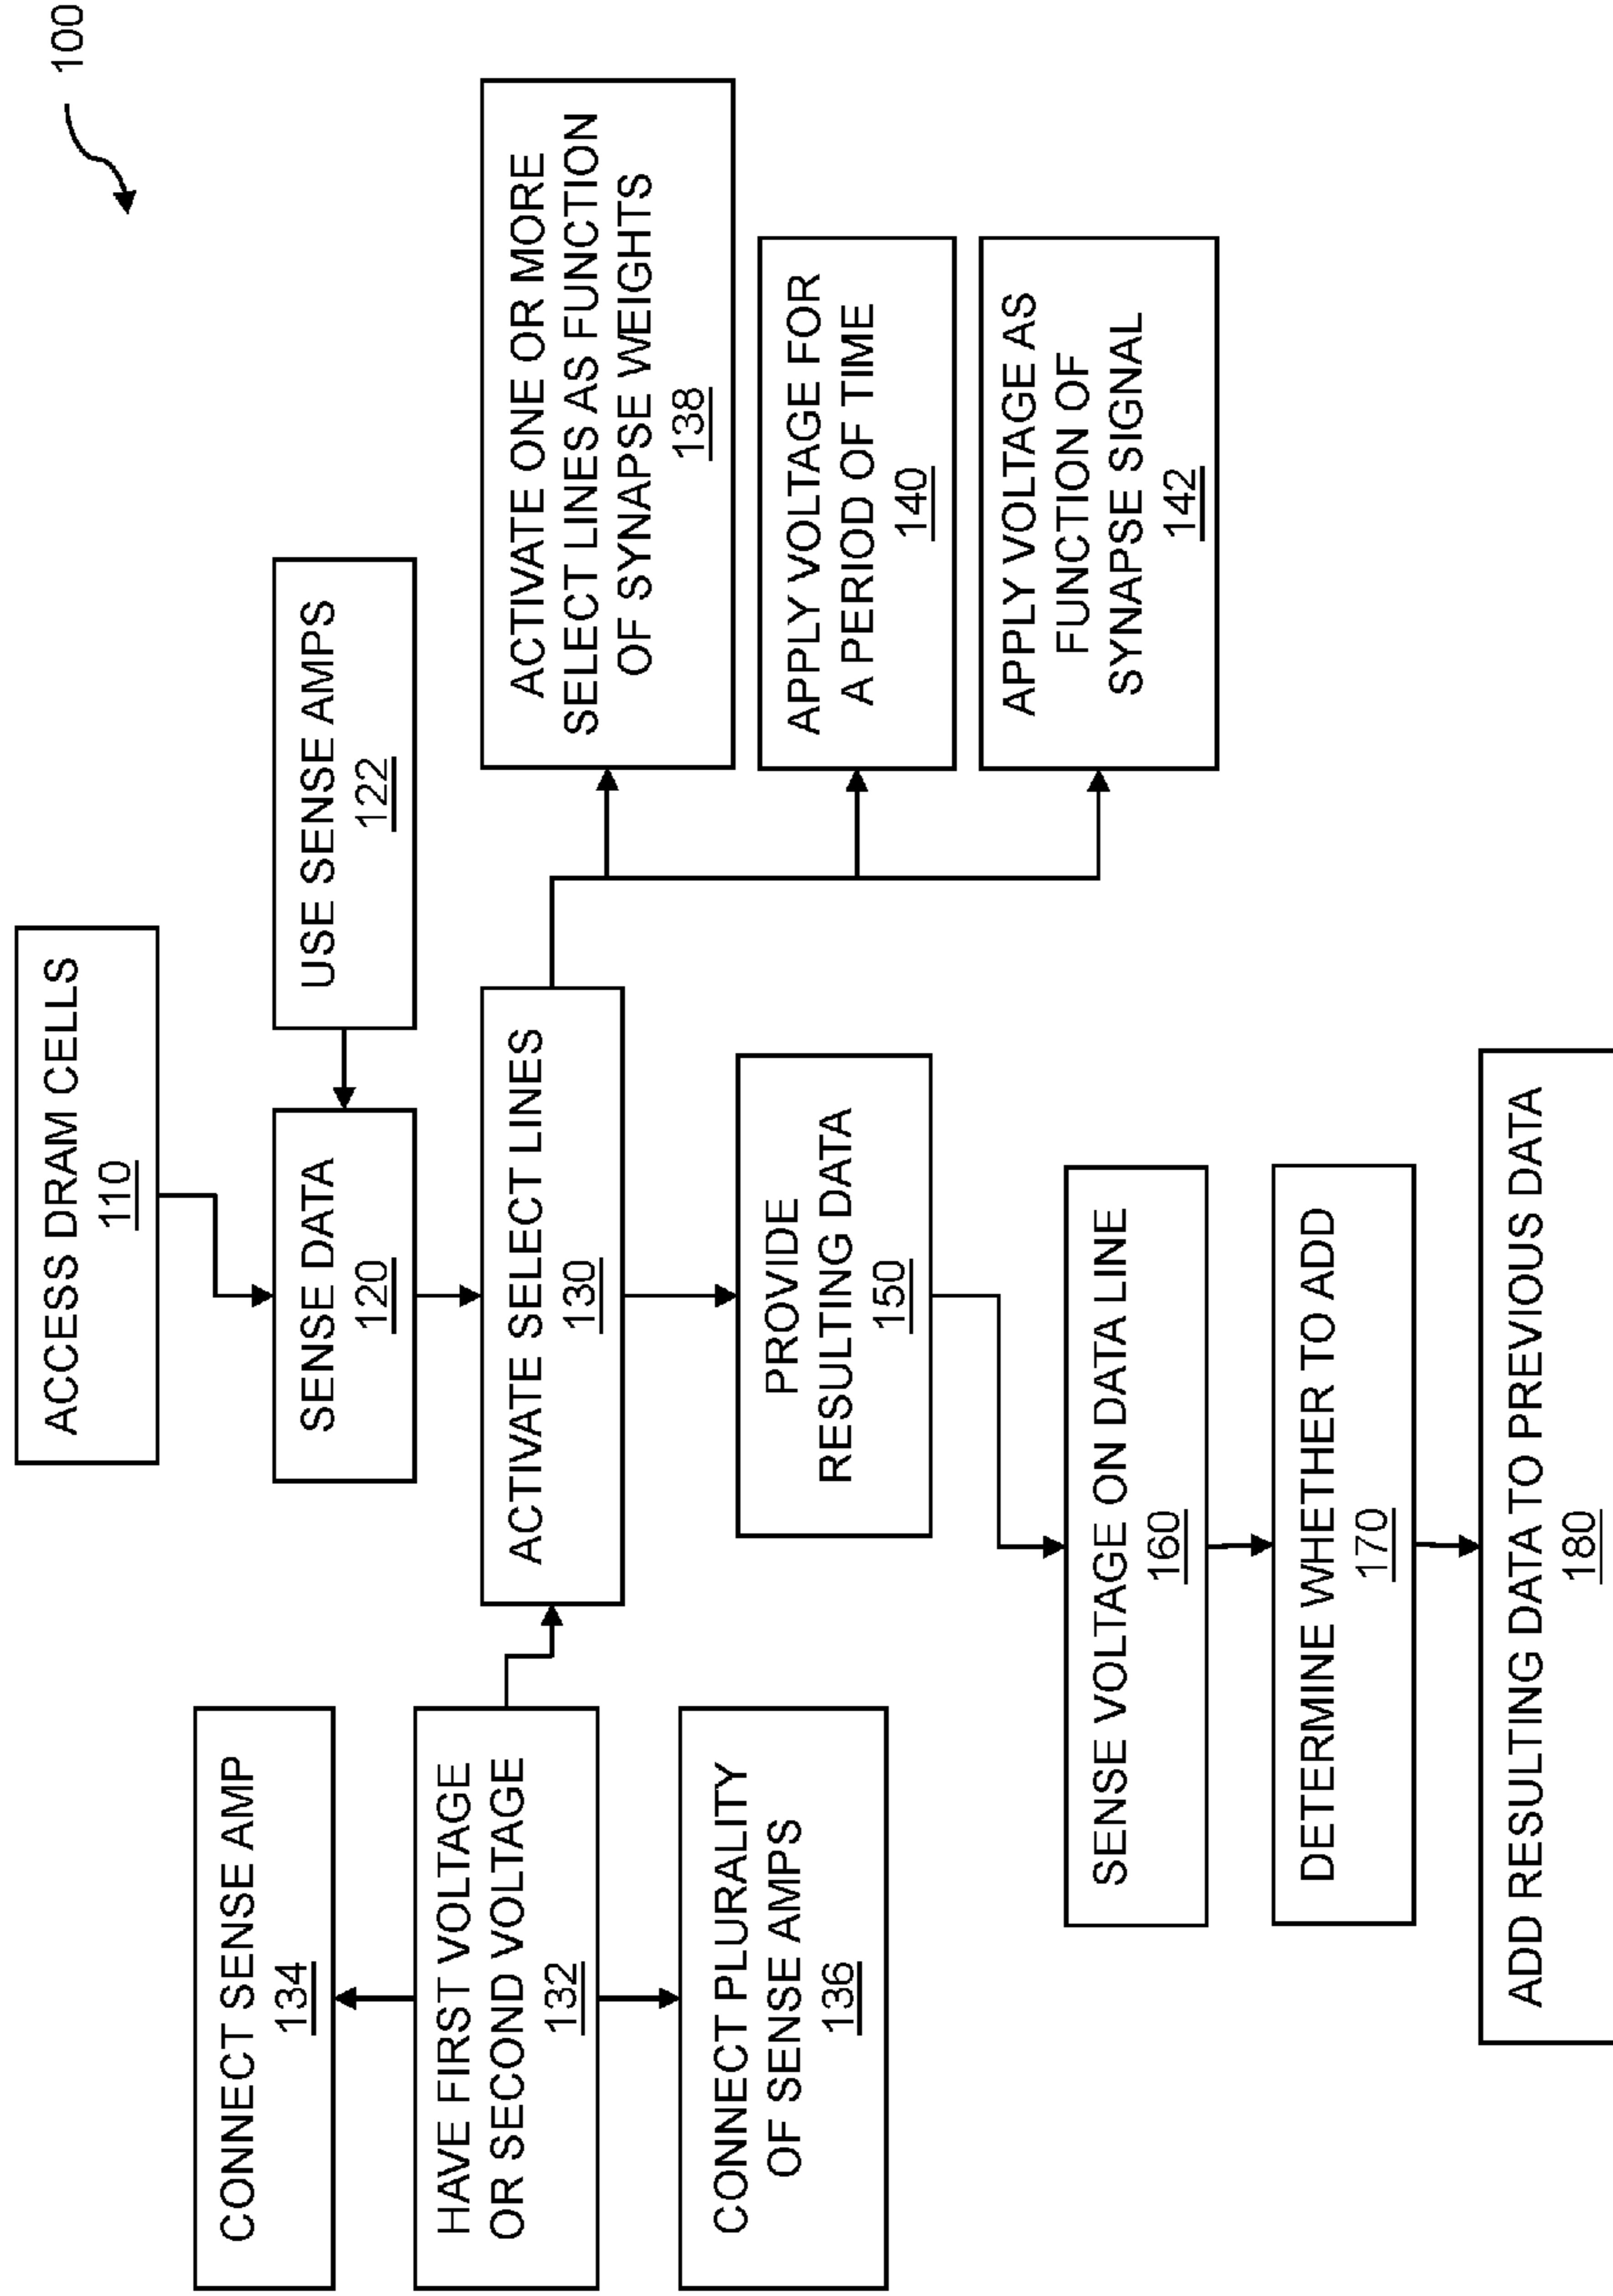 100
ACCESS DRAM CELLS
110
USE SENSE AMPS
122
SENSE DATA
120
ACTIVATE SELECT LINES
130
CONNECT SENSE AMP
134
HAVE FIRST VOLTAGE
OR SECOND VOLTAGE
132
CONNECT PLURALITY
OF SENSE AMPS
136
ACTIVATE ONE OR MORE
SELECT LINES AS FUNCTION
OF SYNAPSE WEIGHTS
138
APPLY VOLTAGE FOR
A PERIOD OF TIME
140
APPLY VOLTAGE AS
FUNCTION OF
SYNAPSE SIGNAL
142
PROVIDE
RESULTING DATA
150
SENSE VOLTAGE ON DATA LINE
160
DETERMINE WHETHER TO ADD
170
ADD RESULTING DATA TO PREVIOUS DATA
180